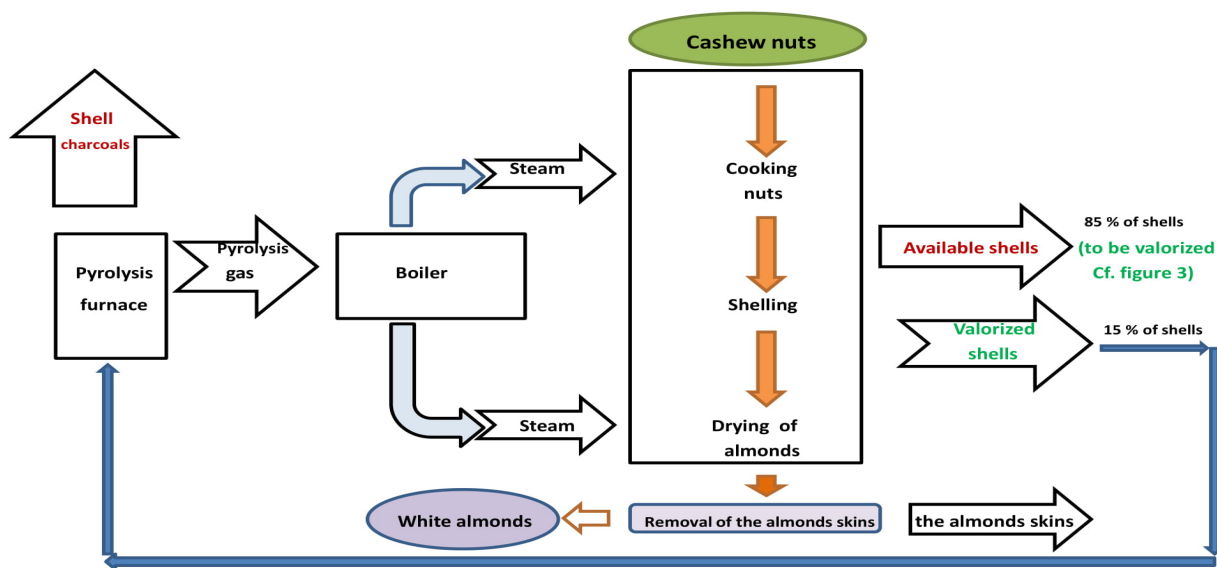 Cashew nuts
Shell
charcoals
Steam
Cooking
nuts
85 % of shells
Available shells
(to be valorized
Cf. figure 3)
Pyrolysis
gas
Pyrolysis
furnace
Boiler
Shelling
Valorized
shells
15 % of shells
Steam
Drying of
almonds
White almonds
Removal of the almonds skins
the almonds skins